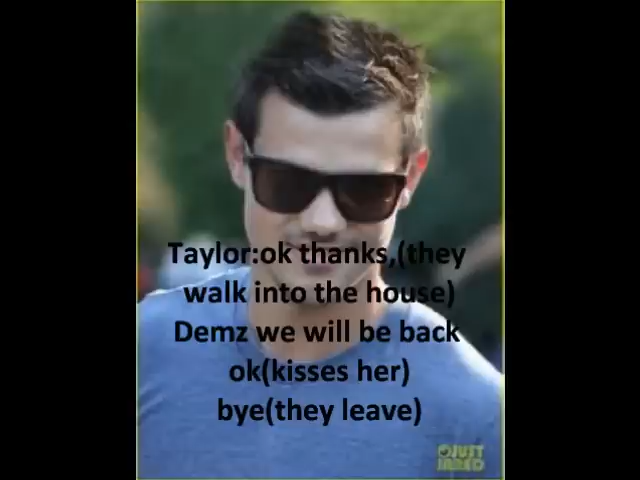 Taylor:ok thanks,(they
walk into the house)
Demz we will be back
ok(kisses her)
bye(they leave)
JUST
JARED